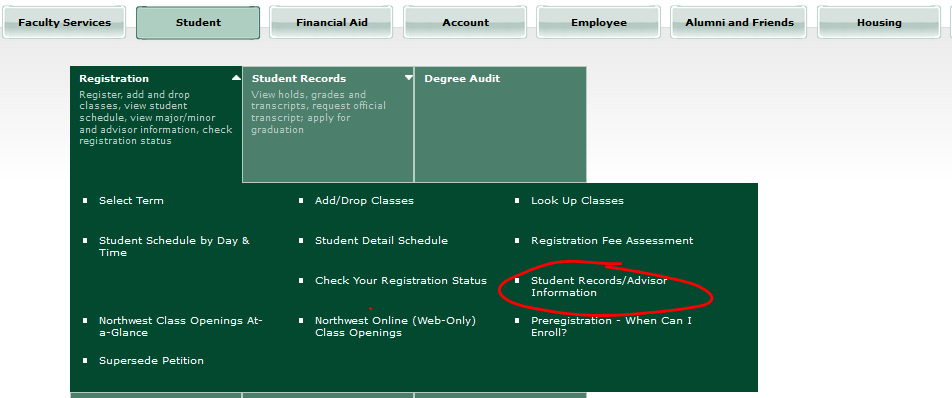 Faculty Services Student Financial Aid Account Employee Alumni and Friends Housing
Registration
Register, add and drop
classes, view student
schedule, view major/minor
and advisor information, check
registration status
Student Records
View holds, grades and
transcripts, request official
transcript; apply for
graduation
Degree Audit
Select Term
Add/Drop Classes
Look Up Classes
Student Schedule by Day &
Time
Student Detail Schedule
Registration Fee Assessment
Check Your Registration Status
Student Records/Advisor
Information
Northwest Class Openings At-
a-Glance
Northwest Online (Web-Only)
Class Openings
Preregistration - When Can I
Enroll?
Supersede Petition